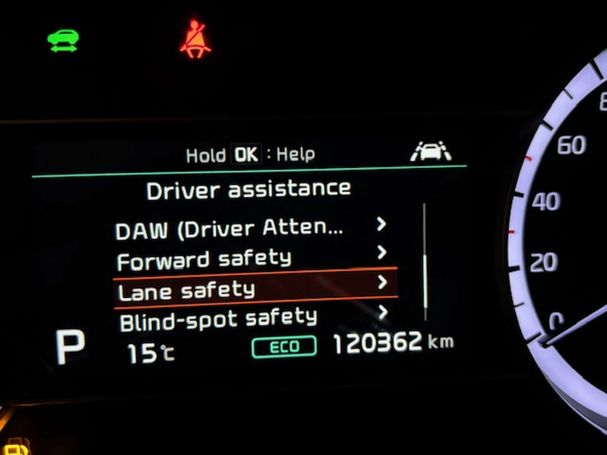 Hold OK : Help
Driver assistance
DAW (Driver Atten...
Forward safety
Lane safety
Blind-spot safety
P
15℃
ECO
120362 km
60
40
20
0